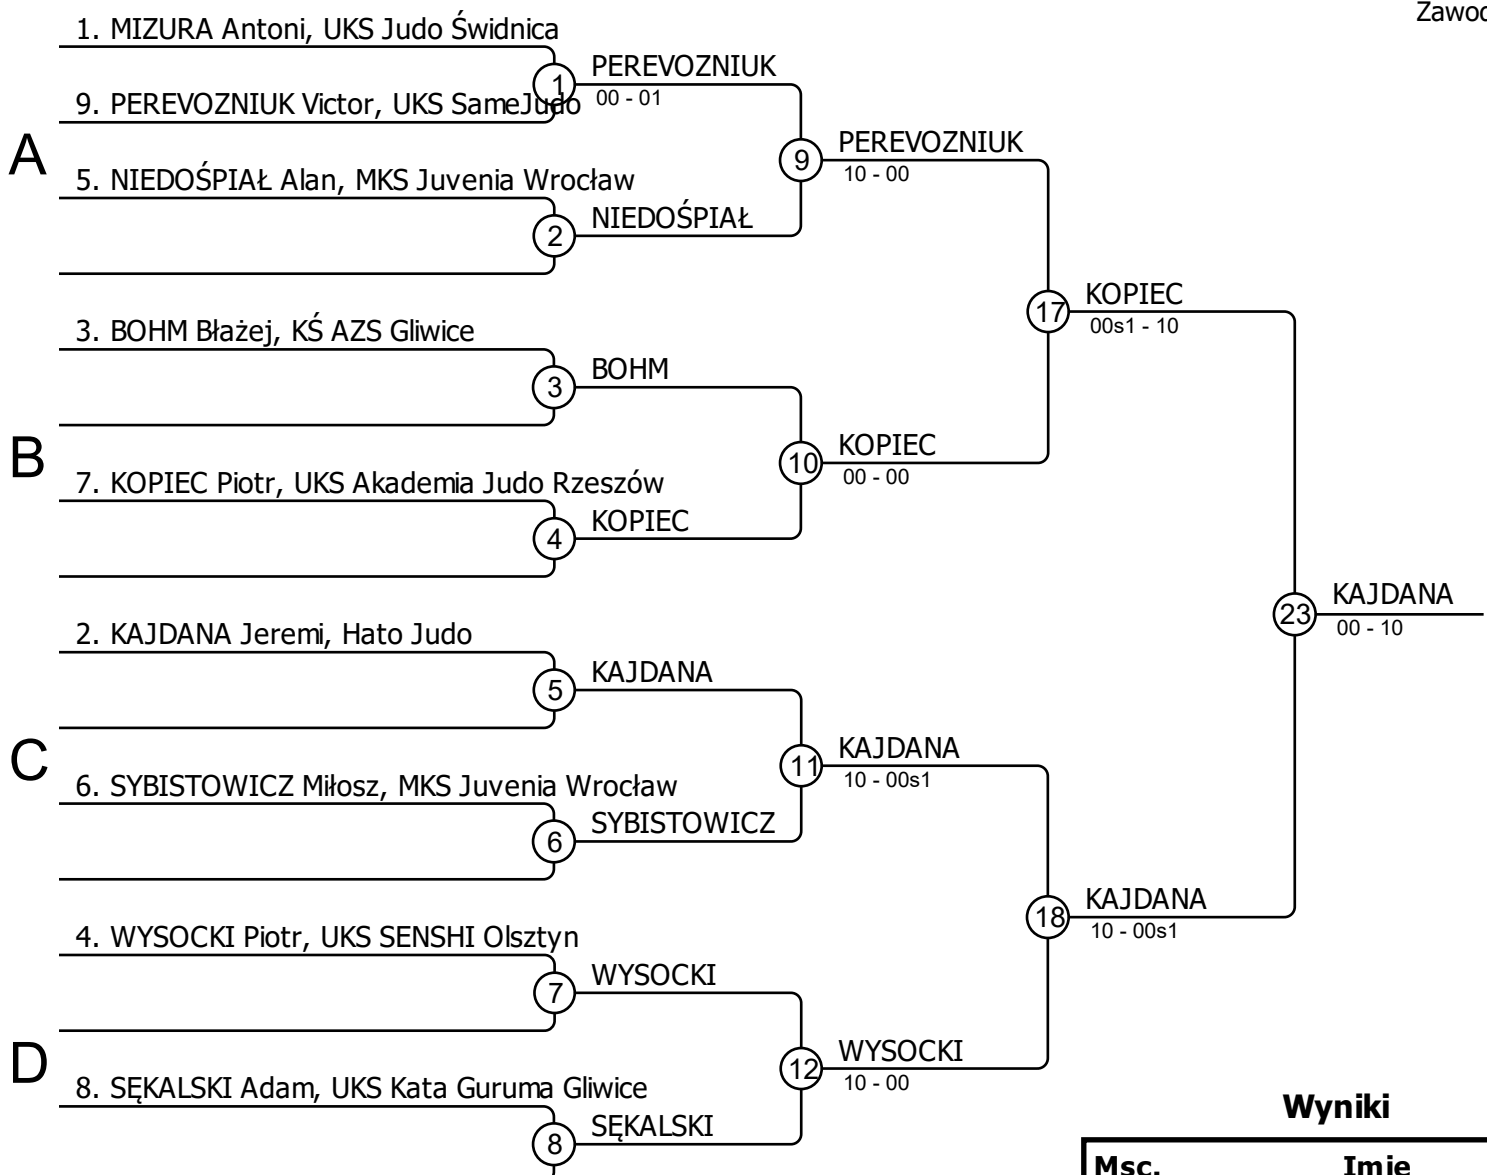 Zawod
1. MIZURA Antoni, UKS Judo Świdnica
1
PEREVOZNIUK
00 - 01
9. PEREVOZNIUK Victor, UKS SameJudo
A
9
PEREVOZNIUK
10 - 00
5. NIEDOŚPIAŁ Alan, MKS Juvenia Wrocław
2
NIEDOŚPIAŁ
17
KOPIEC
00s1 - 10
3. BOHM Błażej, KŚ AZS Gliwice
3
BOHM
B
10
KOPIEC
00 - 00
7. KOPIEC Piotr, UKS Akademia Judo Rzeszów
4
KOPIEC
23
KAJDANA
00 - 10
2. KAJDANA Jeremi, Hato Judo
5
KAJDANA
C
11
KAJDANA
10 - 00s1
6. SYBISTOWICZ Miłosz, MKS Juvenia Wrocław
6
SYBISTOWICZ
18
KAJDANA
10 - 00s1
4. WYSOCKI Piotr, UKS SENSHI Olsztyn
7
WYSOCKI
D
12
WYSOCKI
10 - 00
8. SĘKALSKI Adam, UKS Kata Guruma Gliwice
8
SĘKALSKI
Wyniki
Msc. Imię